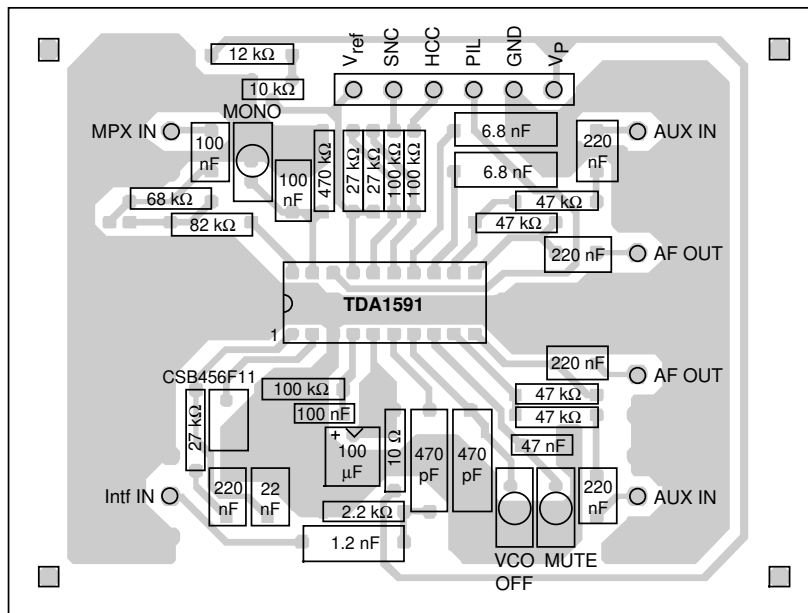 12 kΩ
Vref
SNC
HCC
PIL
GND
VP
10 kΩ
MONO
MPX IN
100
nF
100
nF
470 kΩ
27 kΩ
27 kΩ
100 kΩ
100 kΩ
6.8 nF
6.8 nF
220
nF
AUX IN
68 kΩ
82 kΩ
47 kΩ
47 kΩ
220 nF
AF OUT
TDA1591
1
CSB456F11
27 kΩ
100 kΩ
100 nF
+
100
μF
10 Ω
470
pF
470
pF
220 nF
AF OUT
47 kΩ
47 kΩ
47 nF
Intf IN
220
nF
22
nF
2.2 kΩ
1.2 nF
220
nF
AUX IN
VCO
OFF
MUTE